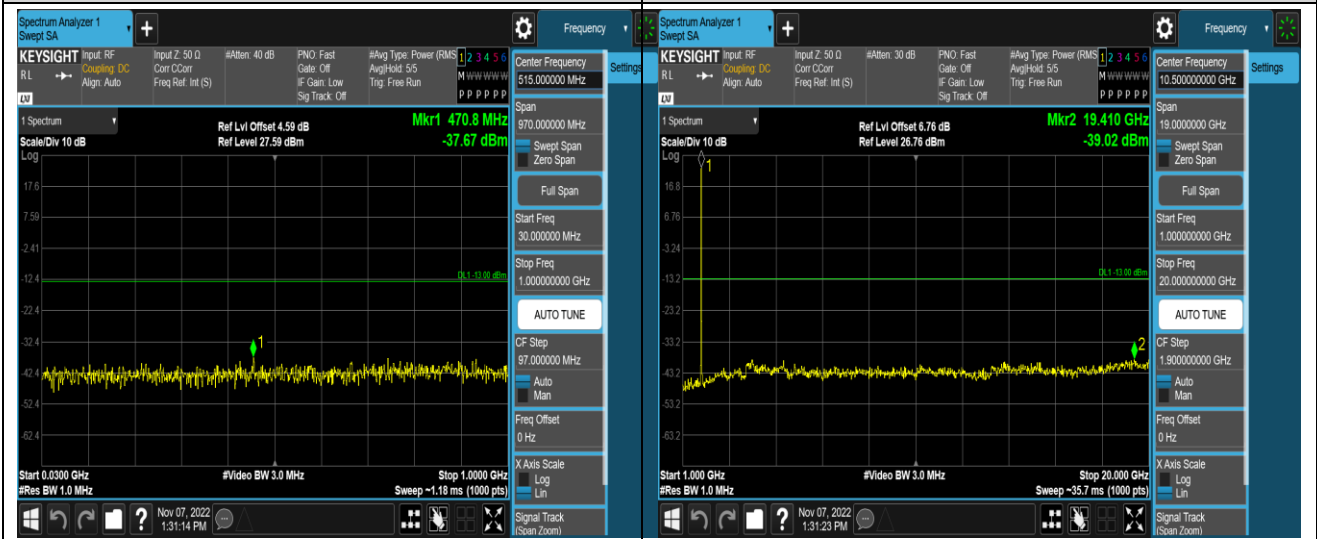 Spectrum Analyzer 1
Swept SA
+
Frequency
KEYSIGHT
Input: RF
Input Z: 50 Ω
#Atten: 40 dB
PNO: Fast
#Avg Type: Power (RMS
1 2 3 4 5 6
RL
Coupling: DC
Corr CCorr
Gate: Off
Avg|Hold: 5/5
M W W W W W
Align: Auto
Freq Ref: Int (S)
IF Gain: Low
Trig: Free Run
Sig Track: Off
P P P P P P
LXI
1 Spectrum
Ref Lvl Offset 4.59 dB
Mkr1 470.8 MHz
Scale/Div 10 dB
Ref Level 27.59 dBm
-37.67 dBm
Log
17.6
7.59
-2.41
DL1 -13.00 dBm
-12.4
-22.4
-32.4
1
-42.4
-52.4
-62.4
Start 0.0300 GHz
#Video BW 3.0 MHz
Stop 1.0000 GHz
#Res BW 1.0 MHz
Sweep ~1.18 ms (1000 pts)
Center Frequency
515.000000 MHz
Settings
Span
970.000000 MHz
Swept Span
Zero Span
Full Span
Start Freq
30.000000 MHz
Stop Freq
1.000000000 GHz
AUTO TUNE
CF Step
97.000000 MHz
Auto
Man
Freq Offset
0 Hz
X Axis Scale
Log
Lin
Signal Track
(Span Zoom)
?
Nov 07, 2022
1:31:14 PM
Spectrum Analyzer 1
Swept SA
+
Frequency
KEYSIGHT
Input: RF
Input Z: 50 Ω
#Atten: 30 dB
PNO: Fast
#Avg Type: Power (RMS
1 2 3 4 5 6
RL
Coupling: DC
Corr CCorr
Gate: Off
Avg|Hold: 5/5
M W W W W W
Align: Auto
Freq Ref: Int (S)
IF Gain: Low
Trig: Free Run
Sig Track: Off
P P P P P P
LXI
1 Spectrum
Ref Lvl Offset 6.76 dB
Mkr2 19.410 GHz
Scale/Div 10 dB
Ref Level 26.76 dBm
-39.02 dBm
Log
1
16.8
6.76
-3.24
DL1 -13.00 dBm
-13.2
-23.2
-33.2
2
-43.2
-53.2
-63.2
Start 1.000 GHz
#Video BW 3.0 MHz
Stop 20.000 GHz
#Res BW 1.0 MHz
Sweep ~35.7 ms (1000 pts)
Center Frequency
10.500000000 GHz
Settings
Span
19.0000000 GHz
Swept Span
Zero Span
Full Span
Start Freq
1.000000000 GHz
Stop Freq
20.000000000 GHz
AUTO TUNE
CF Step
1.900000000 GHz
Auto
Man
Freq Offset
0 Hz
X Axis Scale
Log
Lin
Signal Track
(Span Zoom)
?
Nov 07, 2022
1:31:23 PM